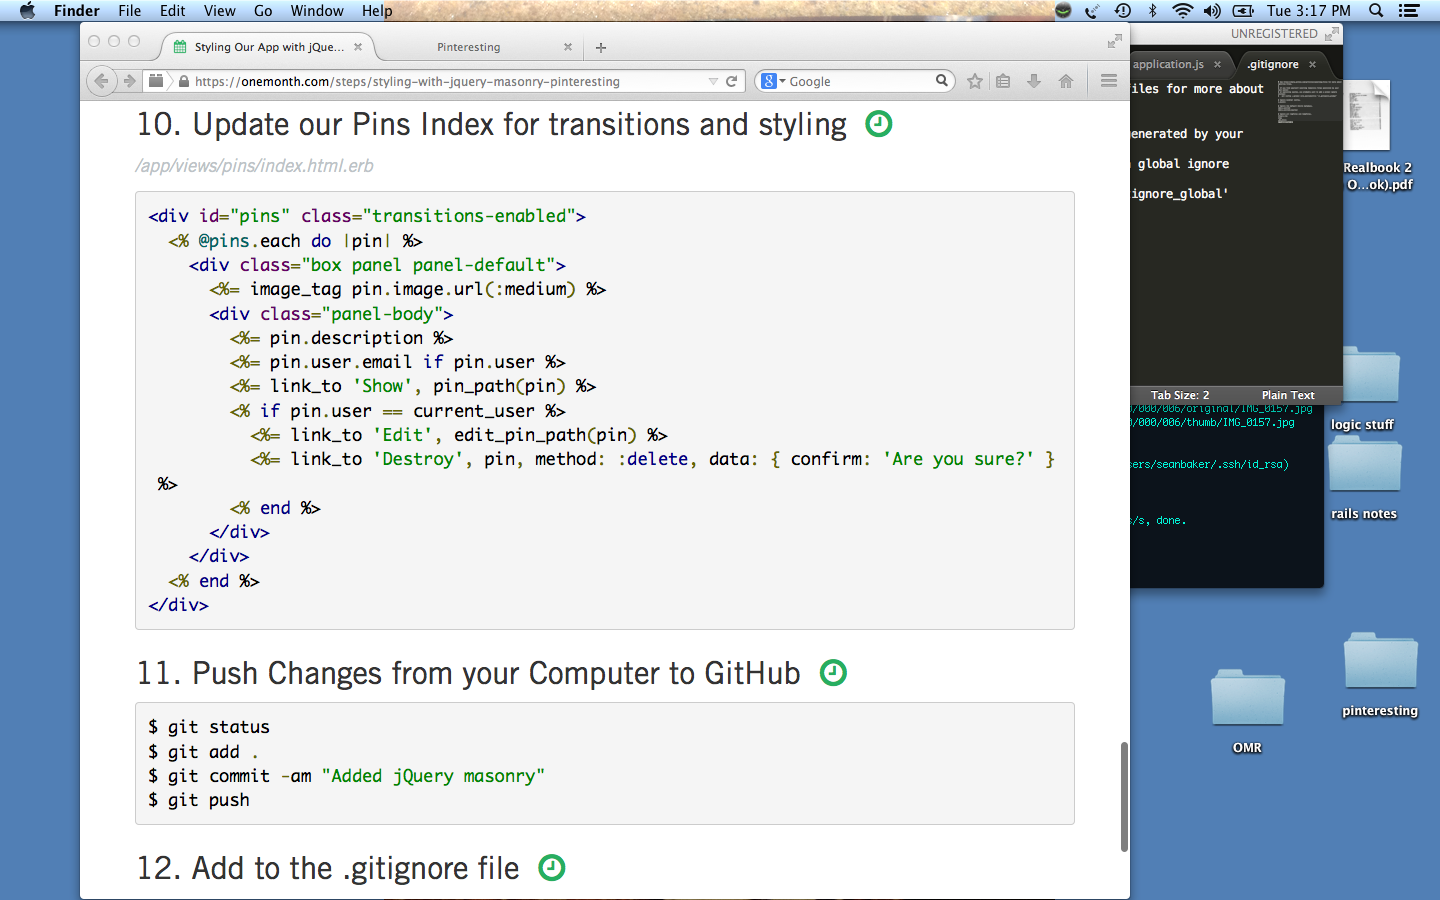 Finder File Edit View Go Window Help Tue 3:17 PM
Styling Our App with jQue...
Pinteresting
https://onemonth.com/steps/styling-with-jquery-masonry-pinteresting
Google
10. Update our Pins Index for transitions and styling
/app/views/pins/index.html.erb
<div id="pins" class="transitions-enabled">
<% @pins.each do |pin| %>
<div class="box panel panel-default">
<%= image_tag pin.image.url(:medium) %>
<div class="panel-body">
<%= pin.description %>
<%= pin.user.email if pin.user %>
<%= link_to 'Show', pin_path(pin) %>
<% if pin.user == current_user %>
<%= link_to 'Edit', edit_pin_path(pin) %>
<%= link_to 'Destroy', pin, method: :delete, data: { confirm: 'Are you sure?' }
%>
<% end %>
</div>
</div>
<% end %>
</div>
11. Push Changes from your Computer to GitHub
$ git status
$ git add .
$ git commit -am "Added jQuery masonry"
$ git push
12. Add to the .gitignore file
UNREGISTERED
application.js
.gitignore
iles for more about
enerated by your
global ignore
ignore_global'
Tab Size: 2 Plain Text
/000/006/original/IMG_0157.jpg
/000/006/thumb/IMG_0157.jpg
ers/seanbaker/.ssh/id_rsa)
/s, done.
Realbook 2
O...ok).pdf
logic stuff
rails notes
pinteresting
OMR